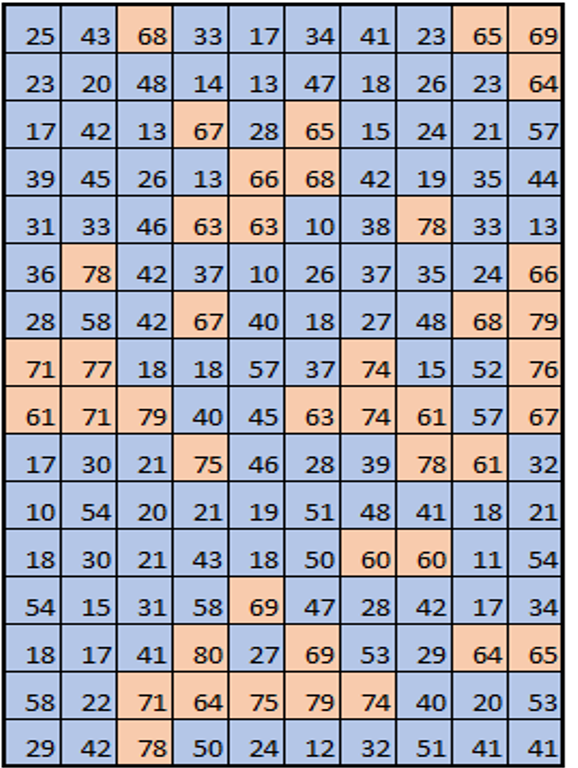 25 43 68 33 17 34 41 23 65 69
23 20 48 14 13 47 18 26 23 64
17 42 13 67 28 65 15 24 21 57
39 45 26 13 66 68 42 19 35 44
31 33 46 63 63 10 38 78 33 13
36 78 42 37 10 26 37 35 24 66
28 58 42 67 40 18 27 48 68 79
71 77 18 18 57 37 74 15 52 76
61 71 79 40 45 63 74 61 57 67
17 30 21 75 46 28 39 78 61 32
10 54 20 21 19 51 48 41 18 21
18 30 21 43 18 50 60 60 11 54
54 15 31 58 69 47 28 42 17 34
18 17 41 80 27 69 53 29 64 65
58 22 71 64 75 79 74 40 20 53
29 42 78 50 24 12 32 51 41 41